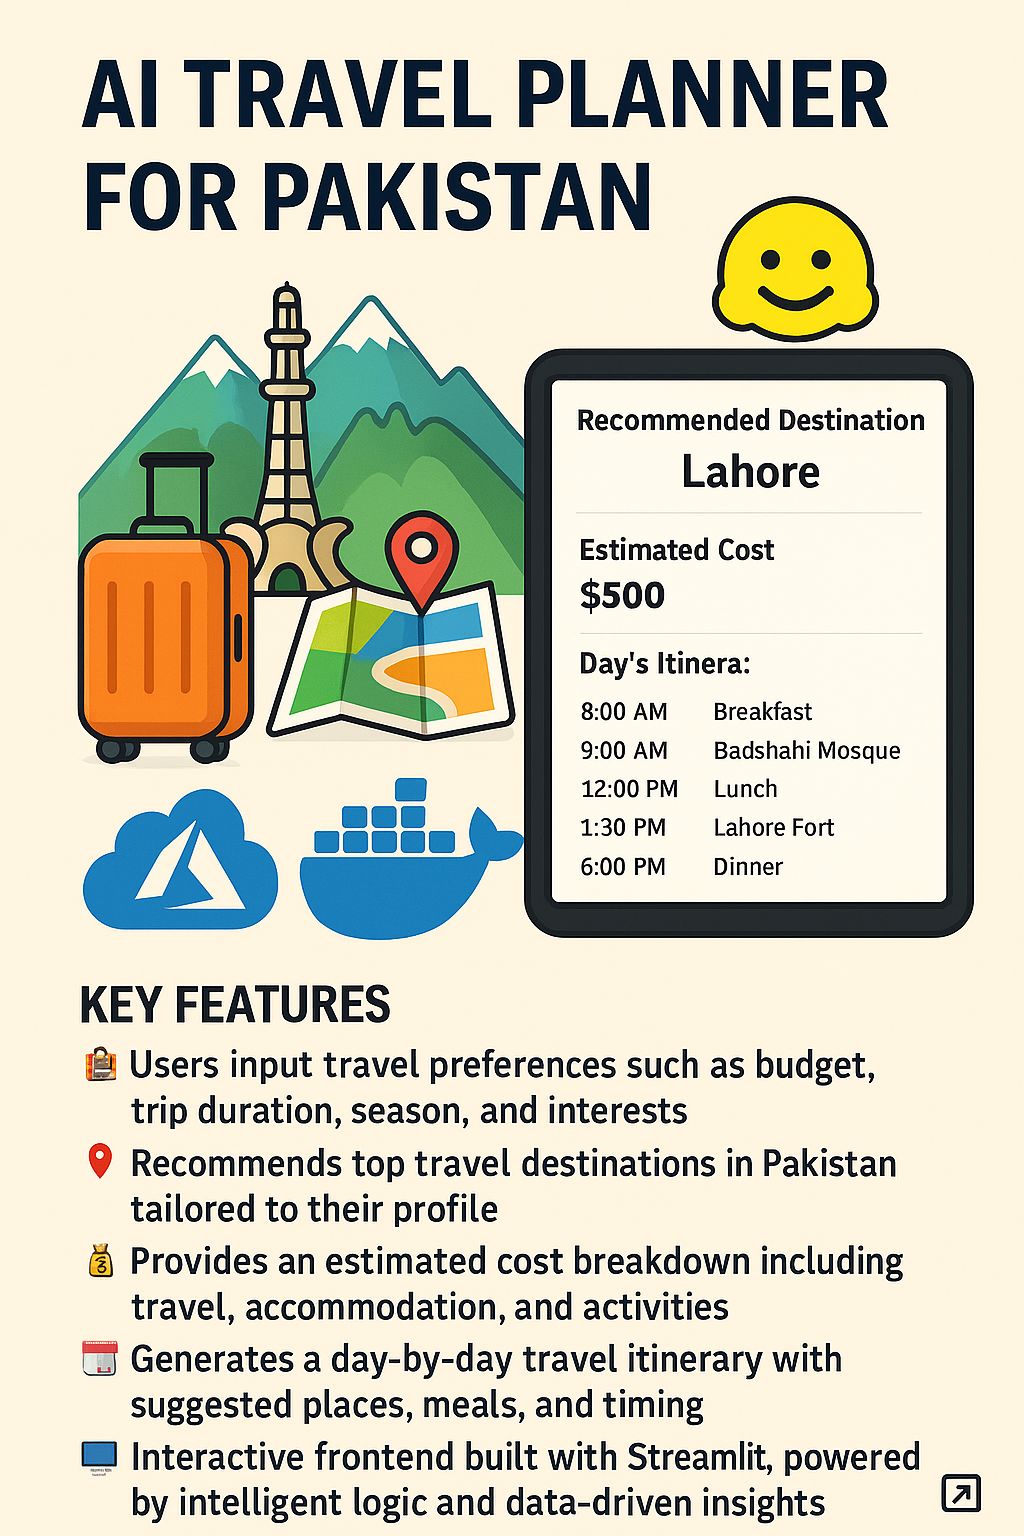 AI TRAVEL PLANNER
FOR PAKISTAN
Recommended Destination
Lahore
Estimated Cost
$500
Day's Itinera:
8:00 AM Breakfast
9:00 AM Badshahi Mosque
12:00 PM Lunch
1:30 PM Lahore Fort
6:00 PM Dinner
KEY FEATURES
Users input travel preferences such as budget,
trip duration, season, and interests
Recommends top travel destinations in Pakistan
tailored to their profile
Provides an estimated cost breakdown including
travel, accommodation, and activities
Generates a day-by-day travel itinerary with
suggested places, meals, and timing
Interactive frontend built with Streamlit, powered
by intelligent logic and data-driven insights